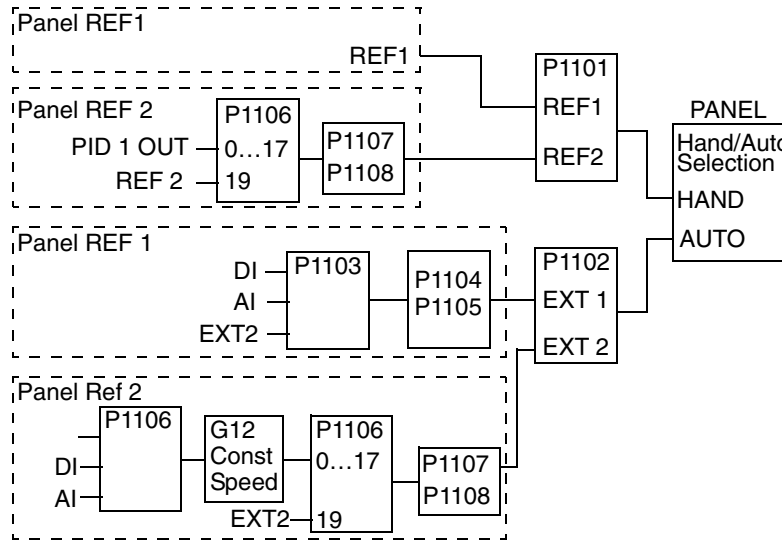 Panel REF1
REF1
P1101
REF1
REF2
PANEL
Hand/Auto
Selection
HAND
AUTO
Panel REF 2
P1106
PID 1 OUT
0...17
REF 2
19
P1107
P1108
Panel REF 1
DI
AI
EXT2
P1103
P1104
P1105
P1102
EXT 1
EXT 2
Panel Ref 2
P1106
DI
AI
G12
Const
Speed
P1106
0...17
EXT2
19
P1107
P1108